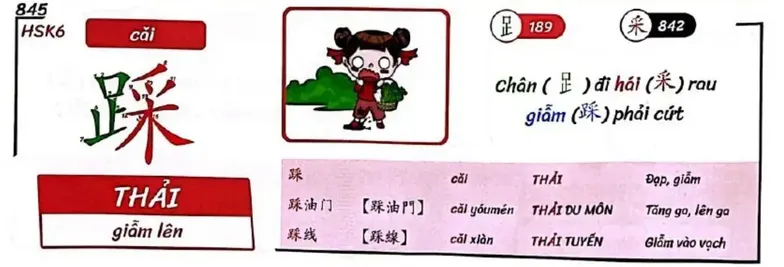 845
HSK6
cǎi
踩
THẢI
giẫm lên
𧾷 189
采 842
Chân ( 𧾷 ) đi hái (采) rau
giẫm (踩) phải cứt
踩 cǎi THẢI Đạp, giẫm
踩油门 【踩油門】 cǎi yóumén THẢI DU MÔN Tăng ga, lên ga
踩线 【踩線】 cǎi xiàn THẢI TUYẾN Giẫm vào vạch